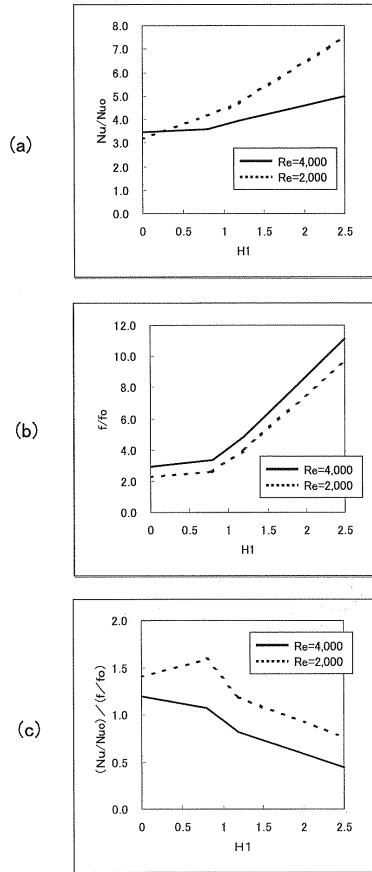 (a)
Nu/Nuo
8.0
7.0
6.0
5.0
4.0
3.0
2.0
1.0
0.0
Re=4,000
Re=2,000
0 0.5 1 1.5 2 2.5
H1
(b)
f/fo
12.0
10.0
8.0
6.0
4.0
2.0
0.0
Re=4,000
Re=2,000
0 0.5 1 1.5 2 2.5
H1
(c)
(Nu/Nuo)/(f/fo)
2.0
1.5
1.0
0.5
0.0
Re=4,000
Re=2,000
0 0.5 1 1.5 2 2.5
H1